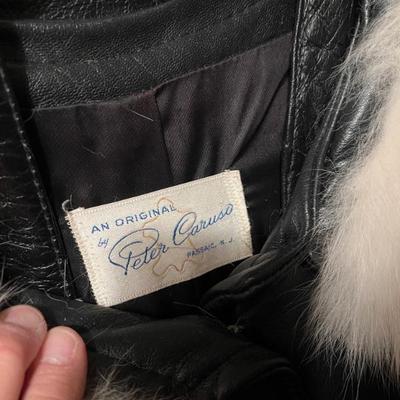 AN ORIGINAL
by Peter Caruso
PASSAIC, N. J.